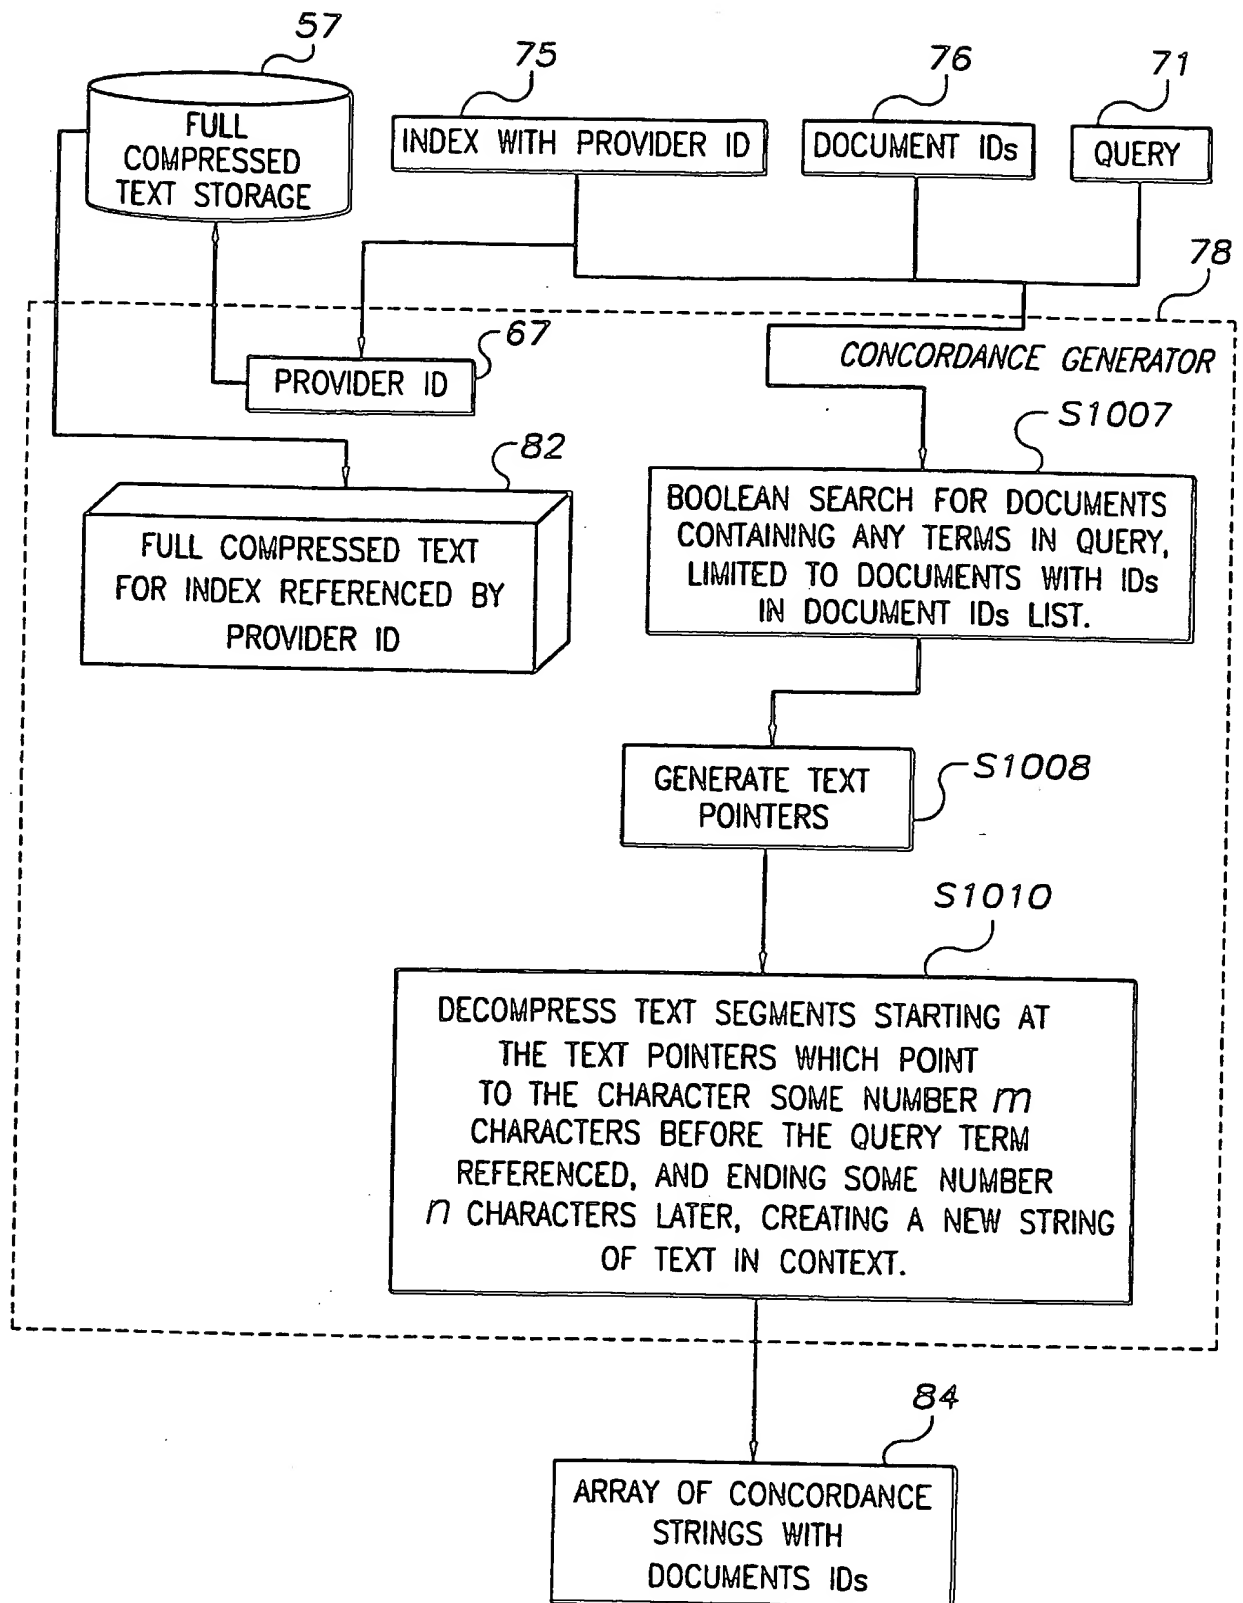 57
75
76
71
FULL
COMPRESSED
TEXT STORAGE
INDEX WITH PROVIDER ID
DOCUMENT IDs
QUERY
78
67
PROVIDER ID
CONCORDANCE GENERATOR
S1007
82
FULL COMPRESSED TEXT
FOR INDEX REFERENCED BY
PROVIDER ID
BOOLEAN SEARCH FOR DOCUMENTS
CONTAINING ANY TERMS IN QUERY,
LIMITED TO DOCUMENTS WITH IDs
IN DOCUMENT IDs LIST.
S1008
GENERATE TEXT
POINTERS
S1010
DECOMPRESS TEXT SEGMENTS STARTING AT
THE TEXT POINTERS WHICH POINT
TO THE CHARACTER SOME NUMBER m
CHARACTERS BEFORE THE QUERY TERM
REFERENCED, AND ENDING SOME NUMBER
n CHARACTERS LATER, CREATING A NEW STRING
OF TEXT IN CONTEXT.
84
ARRAY OF CONCORDANCE
STRINGS WITH
DOCUMENTS IDs